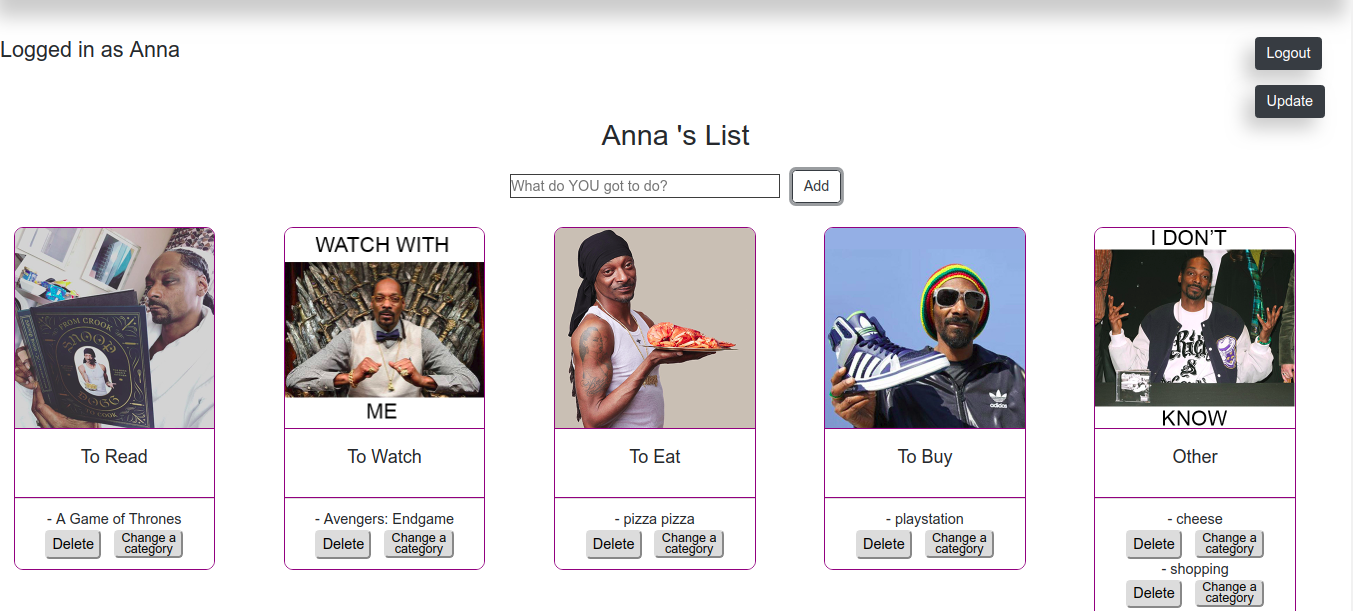 Logged in as Anna
Logout
Update
Anna 's List
What do YOU got to do?
Add
FROM CROOK
SNOOP
DOGG
TO COOK
To Read
- A Game of Thrones
Delete
Change a
category
WATCH WITH
ME
To Watch
- Avengers: Endgame
Delete
Change a
category
To Eat
- pizza pizza
Delete
Change a
category
adidas
To Buy
- playstation
Delete
Change a
category
I DON'T
KNOW
Other
- cheese
Delete
Change a
category
- shopping
Delete
Change a
category